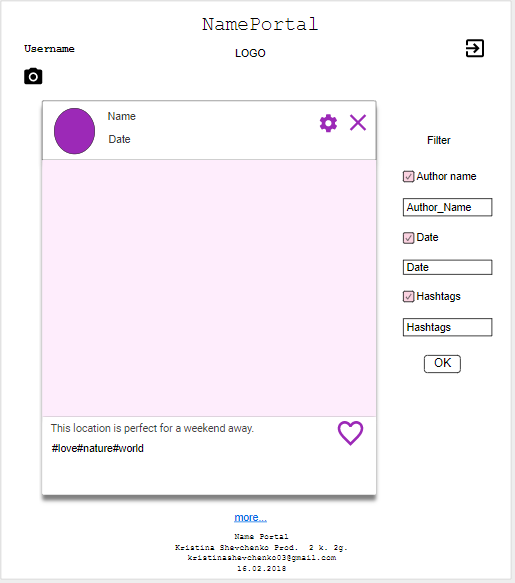 NamePortal
Username
LOGO
Name
Date
Filter
Author name
Author_Name
Date
Date
Hashtags
Hashtags
OK
This location is perfect for a weekend away.
#love#nature#world
more...
Name Portal
Kristina Shevchenko Prod. 2 k. 2g.
kristinashevchenko03@gmail.com
16.02.2018